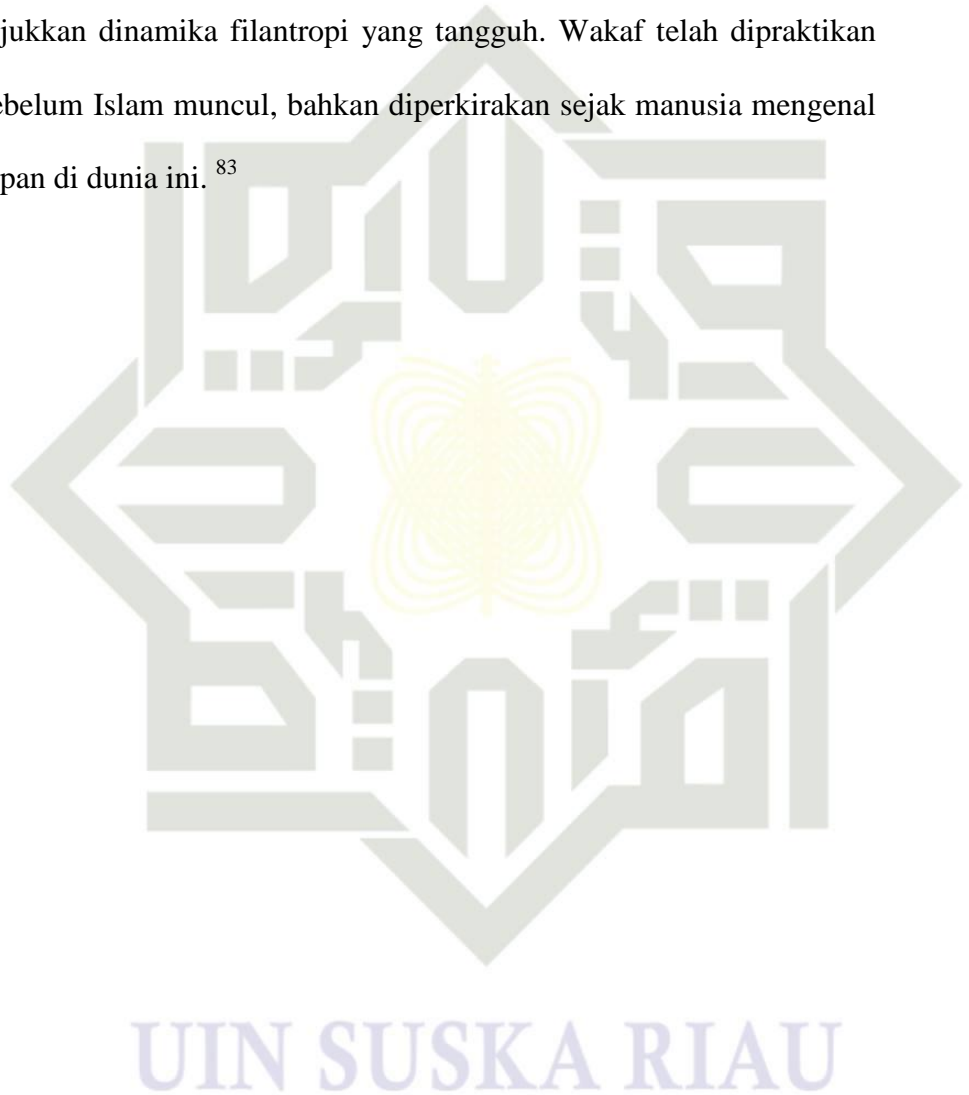 jukkan dinamika filantropi yang tangguh. Wakaf telah dipraktikan
ebelum Islam muncul, bahkan diperkirakan sejak manusia mengenal
pan di dunia ini. 83
UIN SUSKA RIAU